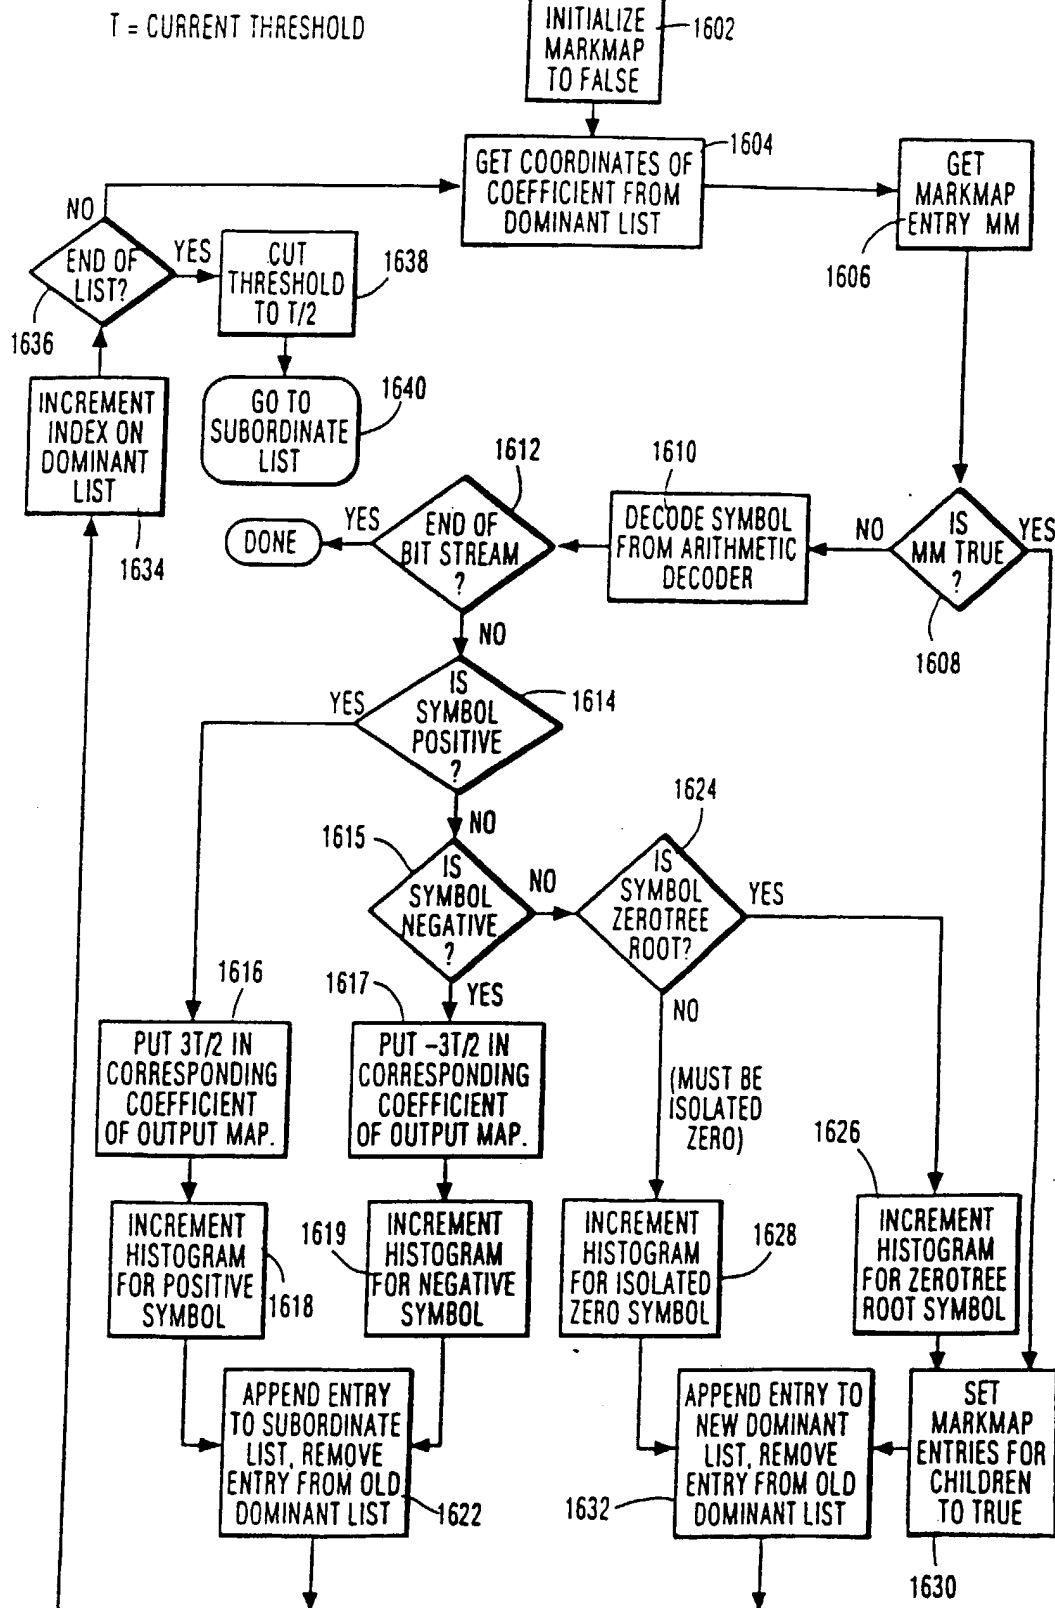 T = CURRENT THRESHOLD
INITIALIZE
MARKMAP
TO FALSE
1602
GET COORDINATES OF
COEFFICIENT FROM
DOMINANT LIST
1604
GET
MARKMAP
ENTRY MM
1606
NO
END OF
LIST?
1636
YES
CUT
THRESHOLD
TO T/2
1638
GO TO
SUBORDINATE
LIST
1640
INCREMENT
INDEX ON
DOMINANT
LIST
1634
IS
MM TRUE
?
1608
YES
NO
DECODE SYMBOL
FROM ARITHMETIC
DECODER
1610
END OF
BIT STREAM
?
1612
YES
DONE
NO
IS
SYMBOL
POSITIVE
?
1614
YES
NO
IS
SYMBOL
NEGATIVE
?
1615
NO
YES
IS
SYMBOL
ZEROTREE
ROOT?
1624
YES
NO
(MUST BE
ISOLATED
ZERO)
PUT 3T/2 IN
CORRESPONDING
COEFFICIENT
OF OUTPUT MAP.
1616
PUT -3T/2 IN
CORRESPONDING
COEFFICIENT
OF OUTPUT MAP.
1617
INCREMENT
HISTOGRAM
FOR POSITIVE
SYMBOL
1618
INCREMENT
HISTOGRAM
FOR NEGATIVE
SYMBOL
1619
INCREMENT
HISTOGRAM
FOR ISOLATED
ZERO SYMBOL
1628
INCREMENT
HISTOGRAM
FOR ZEROTREE
ROOT SYMBOL
1626
APPEND ENTRY
TO SUBORDINATE
LIST, REMOVE
ENTRY FROM OLD
DOMINANT LIST
1622
APPEND ENTRY TO
NEW DOMINANT
LIST, REMOVE
ENTRY FROM OLD
DOMINANT LIST
1632
SET
MARKMAP
ENTRIES FOR
CHILDREN
TO TRUE
1630